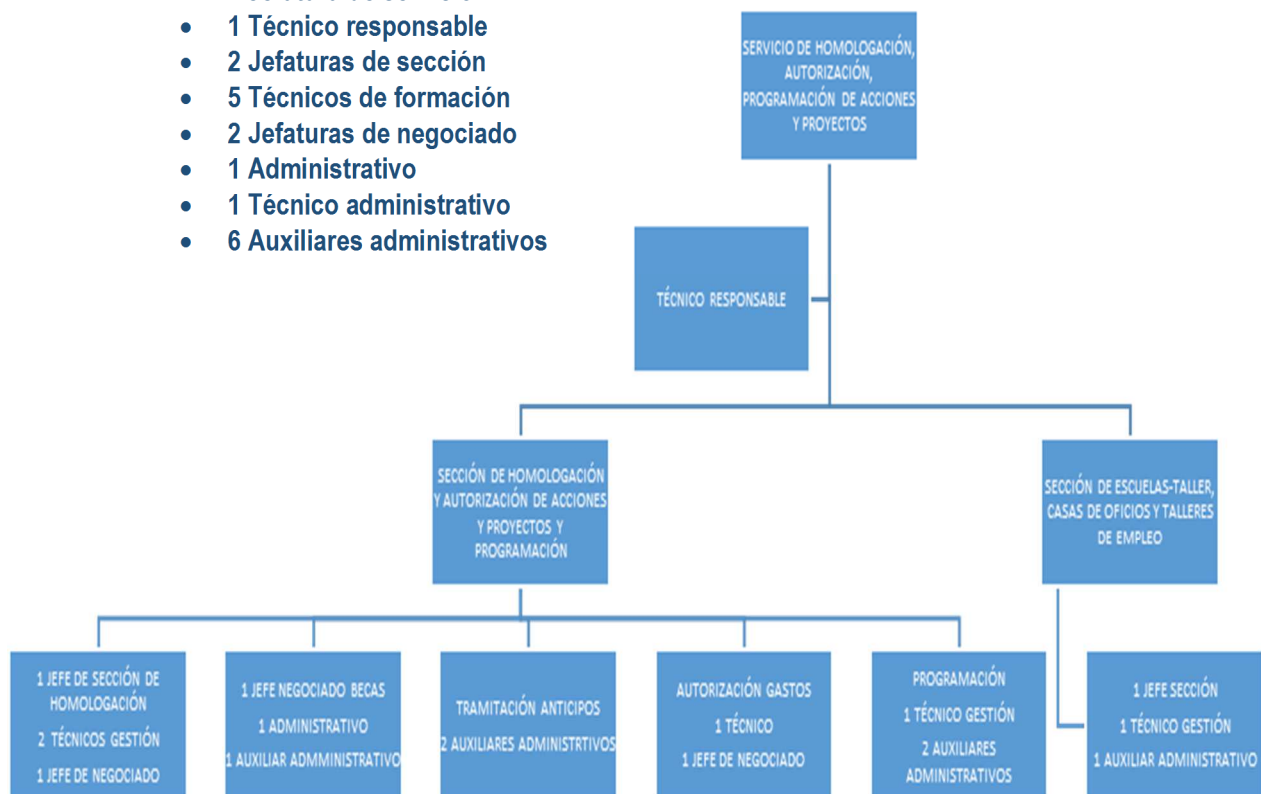 • 1 Técnico responsable
• 2 Jefaturas de sección
• 5 Técnicos de formación
• 2 Jefaturas de negociado
• 1 Administrativo
• 1 Técnico administrativo
• 6 Auxiliares administrativos
SERVICIO DE HOMOLOGACIÓN,
AUTORIZACIÓN,
PROGRAMACIÓN DE ACCIONES
Y PROYECTOS
TÉCNICO RESPONSABLE
SECCIÓN DE HOMOLOGACIÓN
Y AUTORIZACIÓN DE ACCIONES
Y PROYECTOS Y
PROGRAMACIÓN
SECCIÓN DE ESCUELAS-TALLER,
CASAS DE OFICIOS Y TALLERES
DE EMPLEO
1 JEFE DE SECCIÓN DE
HOMOLOGACIÓN
2 TÉCNICOS GESTIÓN
1 JEFE DE NEGOCIADO
1 JEFE NEGOCIADO BECAS
1 ADMINISTRATIVO
1 AUXILIAR ADMMINISTRATIVO
TRAMITACIÓN ANTICIPOS
2 AUXILIARES ADMINISTRTIVOS
AUTORIZACIÓN GASTOS
1 TÉCNICO
1 JEFE DE NEGOCIADO
PROGRAMACIÓN
1 TÉCNICO GESTIÓN
2 AUXILIARES
ADMINISTRATIVOS
1 JEFE SECCIÓN
1 TÉCNICO GESTIÓN
1 AUXILIAR ADMINISTRATIVO